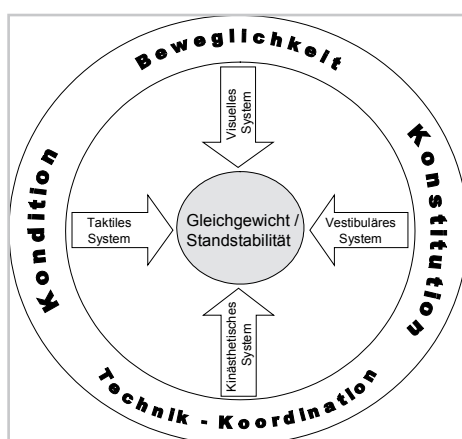 Beweglichkeit
Kondition
Konstitution
Visuelles
System
Taktiles
System
Gleichgewicht /
Standstabilität
Vestibuläres
System
Kinästhetisches
System
Technik - Koordination